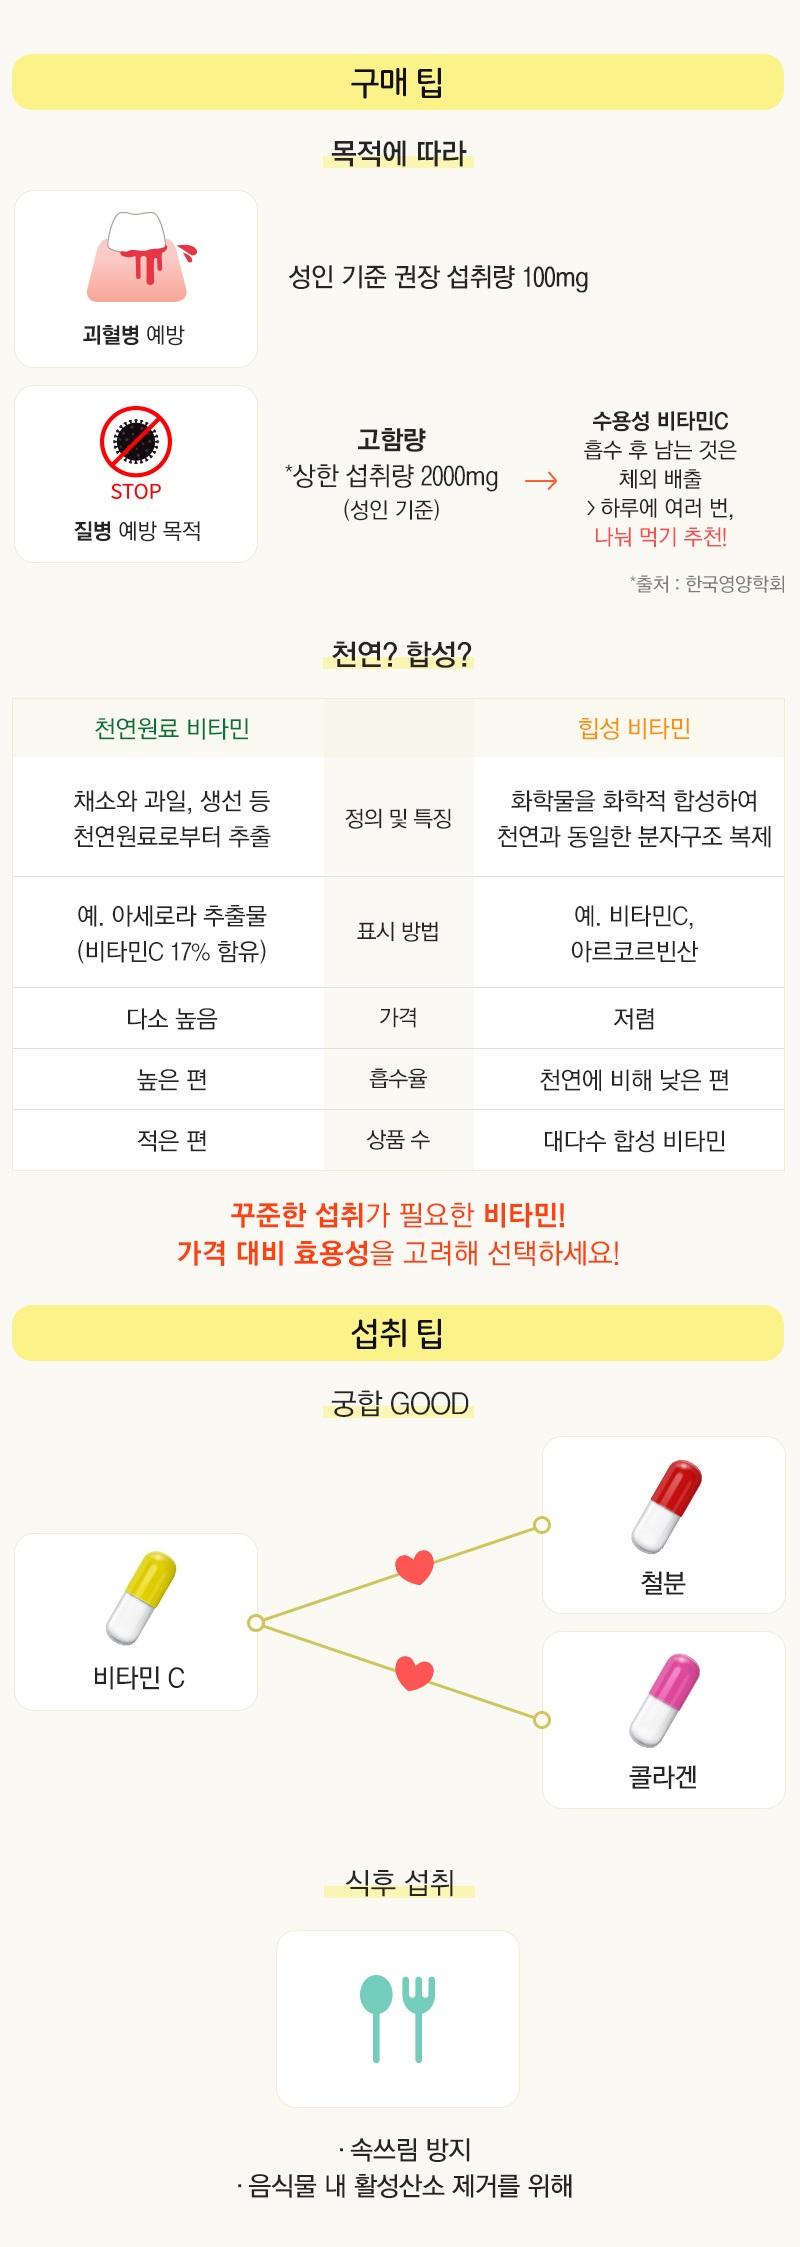 구매 팁
목적에 따라
괴혈병 예방
성인 기준 권장 섭취량 100mg
STOP
질병 예방 목적
고함량
*상한 섭취량 2000mg
(성인 기준)
수용성 비타민C
흡수 후 남는 것은
체외 배출
> 하루에 여러 번,
나눠 먹기 추천!
*출처 : 한국영양학회
천연? 합성?
천연원료 비타민
힙성 비타민
채소와 과일, 생선 등
천연원료로부터 추출
정의 및 특징
화학물을 화학적 합성하여
천연과 동일한 분자구조 복제
예. 아세로라 추출물
(비타민C 17% 함유)
표시 방법
예. 비타민C,
아르코르빈산
다소 높음
가격
저렴
높은 편
흡수율
천연에 비해 낮은 편
적은 편
상품 수
대다수 합성 비타민
꾸준한 섭취가 필요한 비타민!
가격 대비 효용성을 고려해 선택하세요!
섭취 팁
궁합 GOOD
비타민 C
철분
콜라겐
식후 섭취
· 속쓰림 방지
· 음식물 내 활성산소 제거를 위해